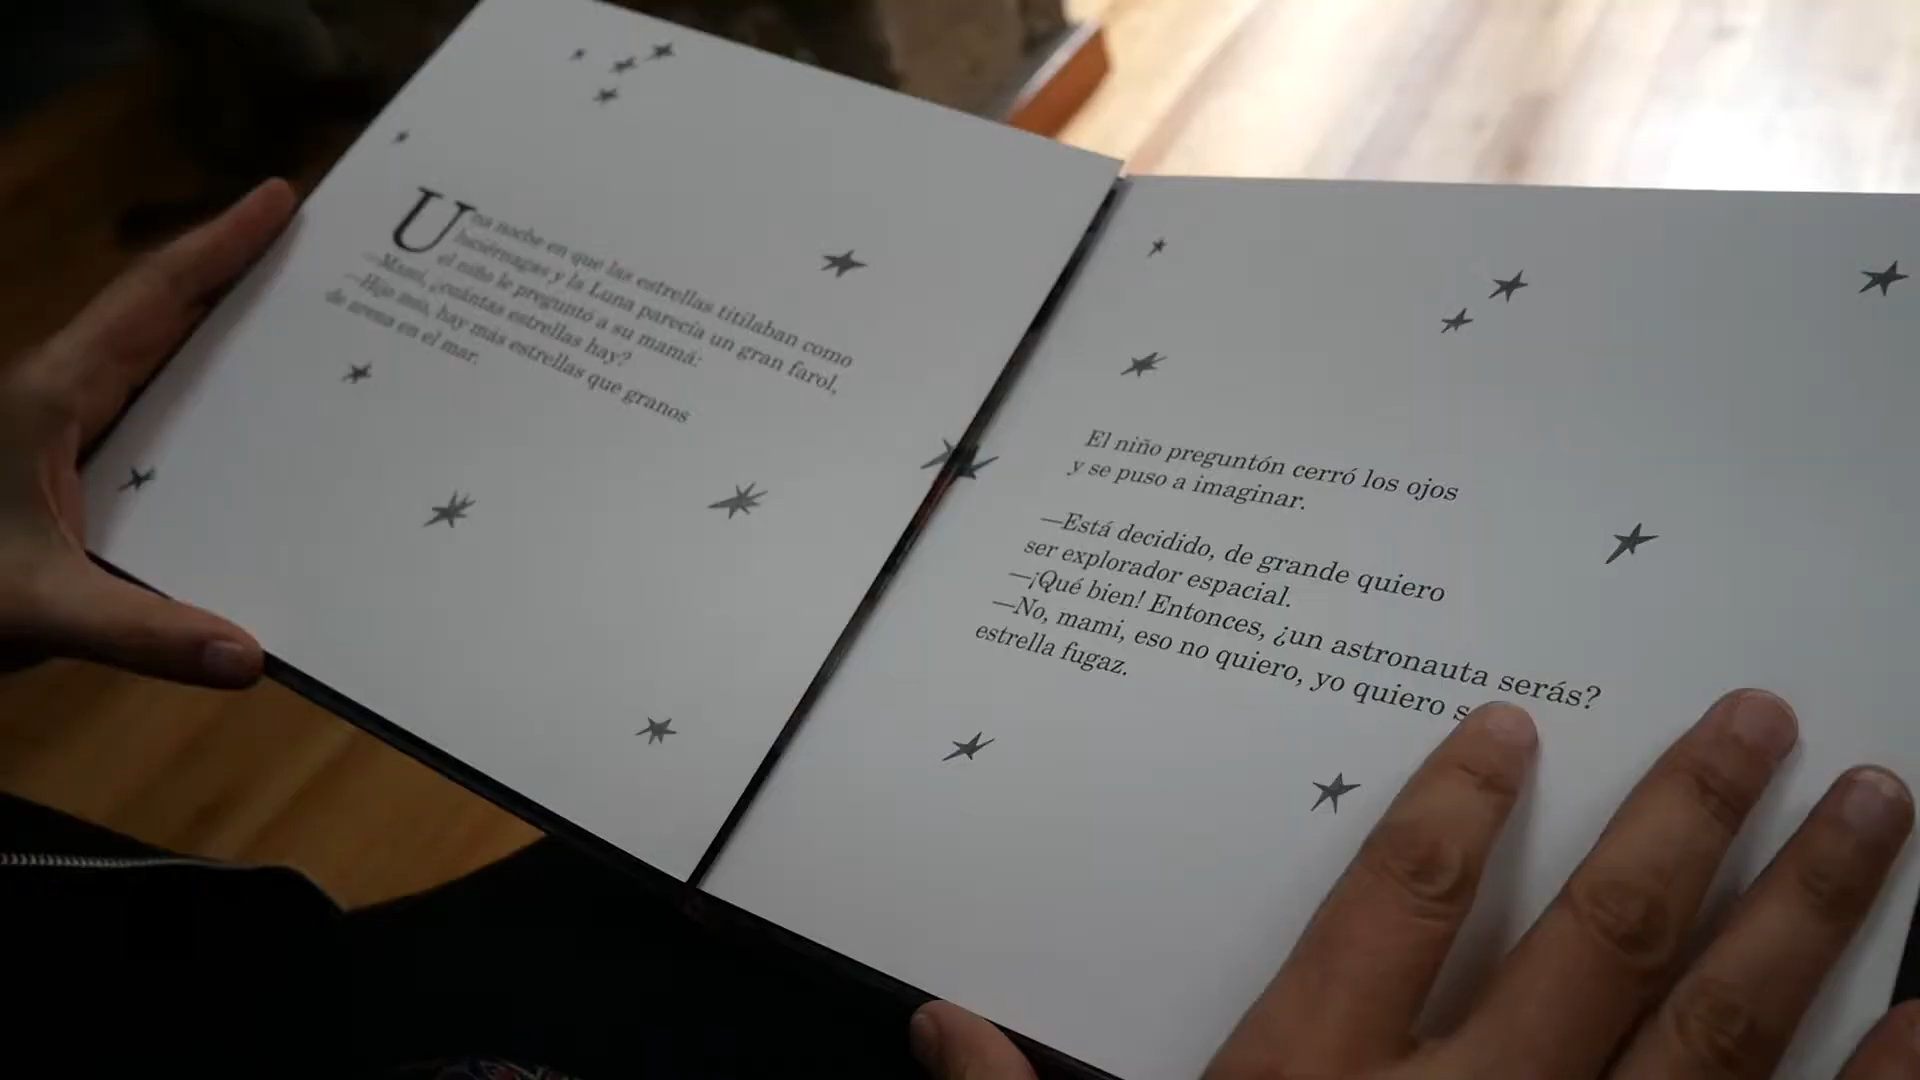 Una noche en que las estrellas titilaban como
luciérnagas y la Luna parecía un gran farol,
el niño le preguntó a su mamá:
—Mami, ¿cuántas estrellas hay?
—Hijo mío, hay más estrellas que granos
de arena en el mar.
El niño preguntón cerró los ojos
y se puso a imaginar.
—Está decidido, de grande quiero
ser explorador espacial.
—¡Qué bien! Entonces, ¿un astronauta serás?
—No, mami, eso no quiero, yo quiero s
estrella fugaz.